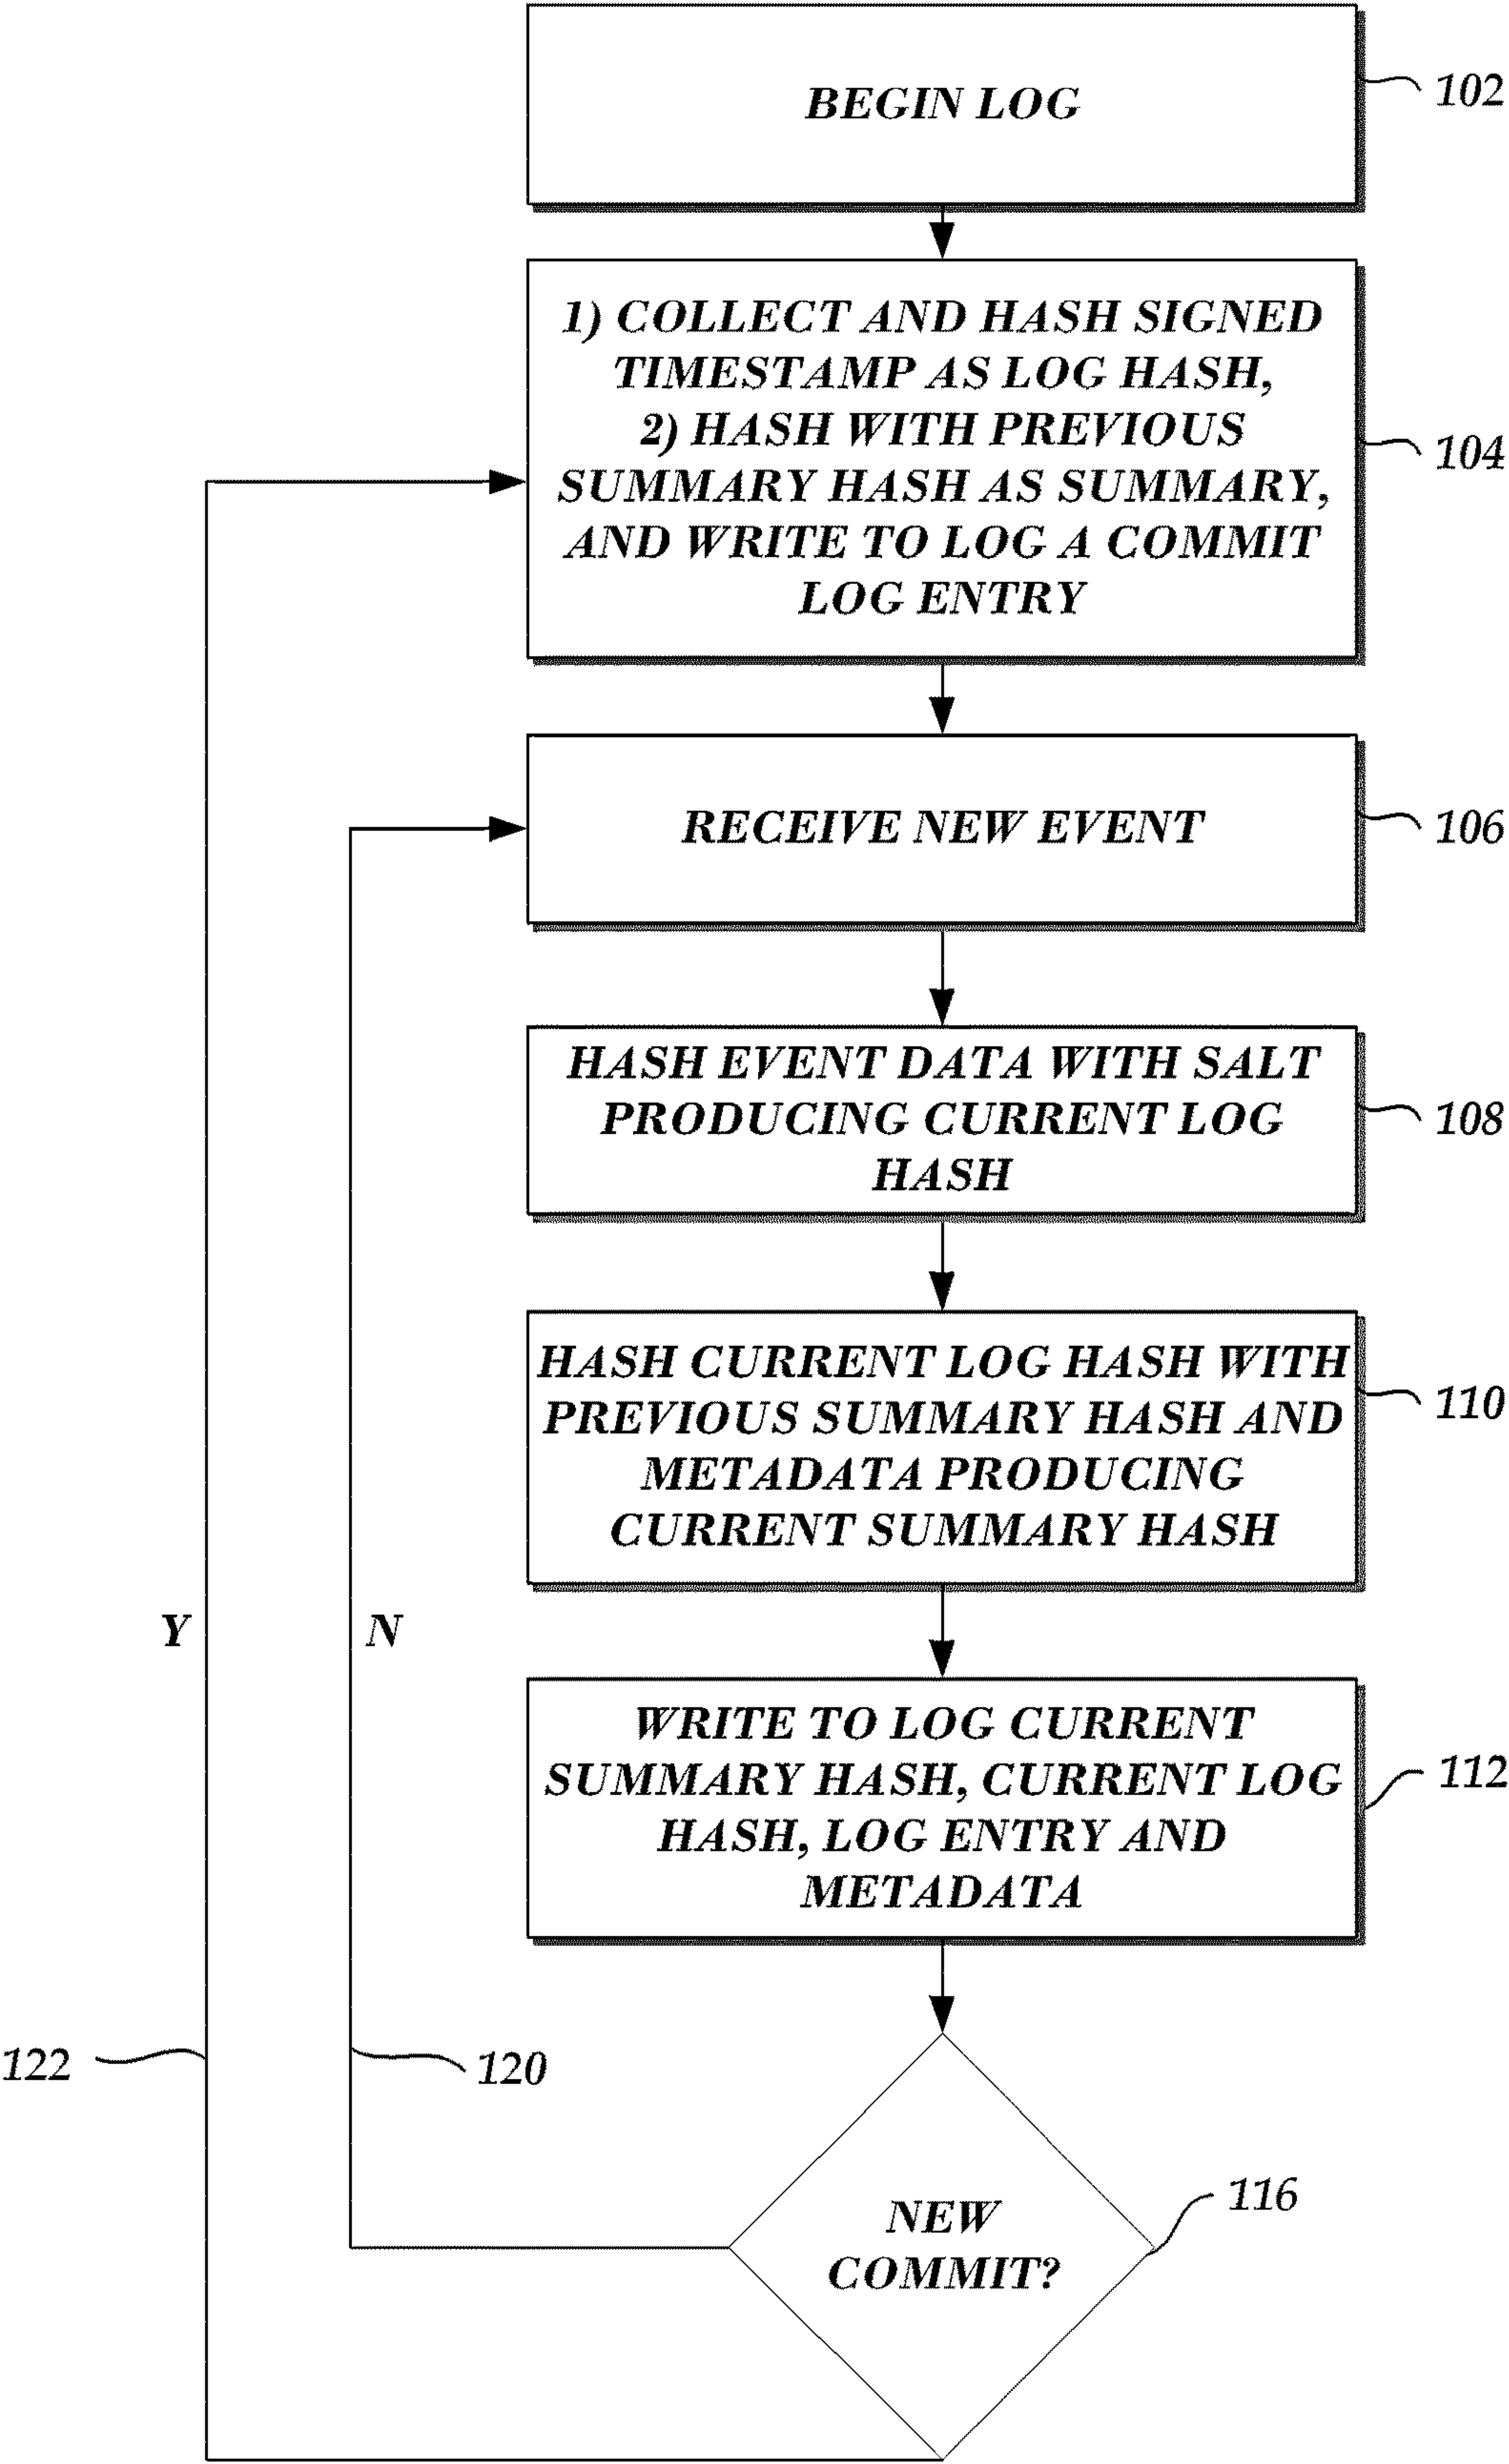 BEGIN LOG
102
1) COLLECT AND HASH SIGNED
TIMESTAMP AS LOG HASH,
2) HASH WITH PREVIOUS
SUMMARY HASH AS SUMMARY,
AND WRITE TO LOG A COMMIT
LOG ENTRY
104
RECEIVE NEW EVENT
106
HASH EVENT DATA WITH SALT
PRODUCING CURRENT LOG
HASH
108
HASH CURRENT LOG HASH WITH
PREVIOUS SUMMARY HASH AND
METADATA PRODUCING
CURRENT SUMMARY HASH
110
Y
N
WRITE TO LOG CURRENT
SUMMARY HASH, CURRENT LOG
HASH, LOG ENTRY AND
METADATA
112
122
120
NEW
COMMIT?
116